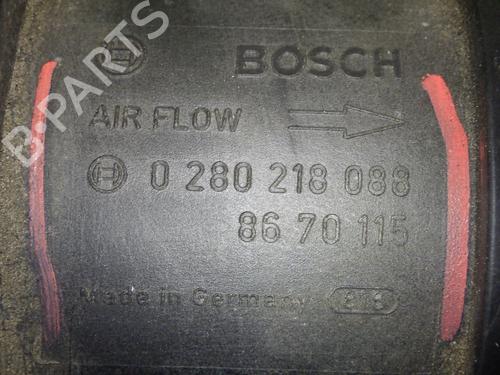 BOSCH
AIR FLOW
0 280 218 088
86 70 115
Made in Germany
B-PARTS